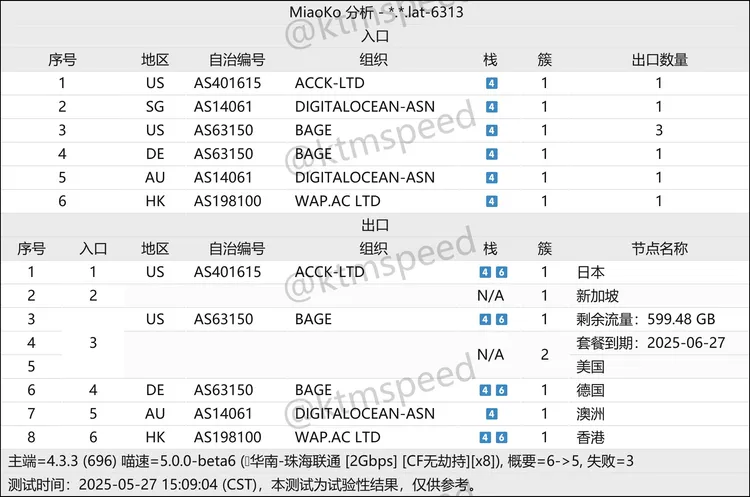 MiaoKo 分析 - *.*.lat-6313
入口
序号 地区 自治编号 组织 栈 簇 出口数量
1 US AS401615 ACCK-LTD 4 1 1
2 SG AS14061 DIGITALOCEAN-ASN 4 1 1
3 US AS63150 BAGE 4 1 3
4 DE AS63150 BAGE 4 1 1
5 AU AS14061 DIGITALOCEAN-ASN 4 1 1
6 HK AS198100 WAP.AC LTD 4 1 1
出口
序号 入口 地区 自治编号 组织 栈 簇 节点名称
1 1 US AS401615 ACCK-LTD 4 6 1 日本
2 2 N/A 1 新加坡
3 US AS63150 BAGE 4 6 1 剩余流量：599.48 GB
4 3 N/A 2 套餐到期：2025-06-27
5 美国
6 4 DE AS63150 BAGE 4 6 1 德国
7 5 AU AS14061 DIGITALOCEAN-ASN 4 1 澳洲
8 6 HK AS198100 WAP.AC LTD 4 6 1 香港
主端=4.3.3 (696) 喵速=5.0.0-beta6 (华南-珠海联通 [2Gbps] [CF无劫持][x8]), 概要=6->5, 失败=3
测试时间：2025-05-27 15:09:04 (CST)，本测试为试验性结果，仅供参考。
@ktmspeed
@ktmspeed
@ktmspeed
@ktmspeed